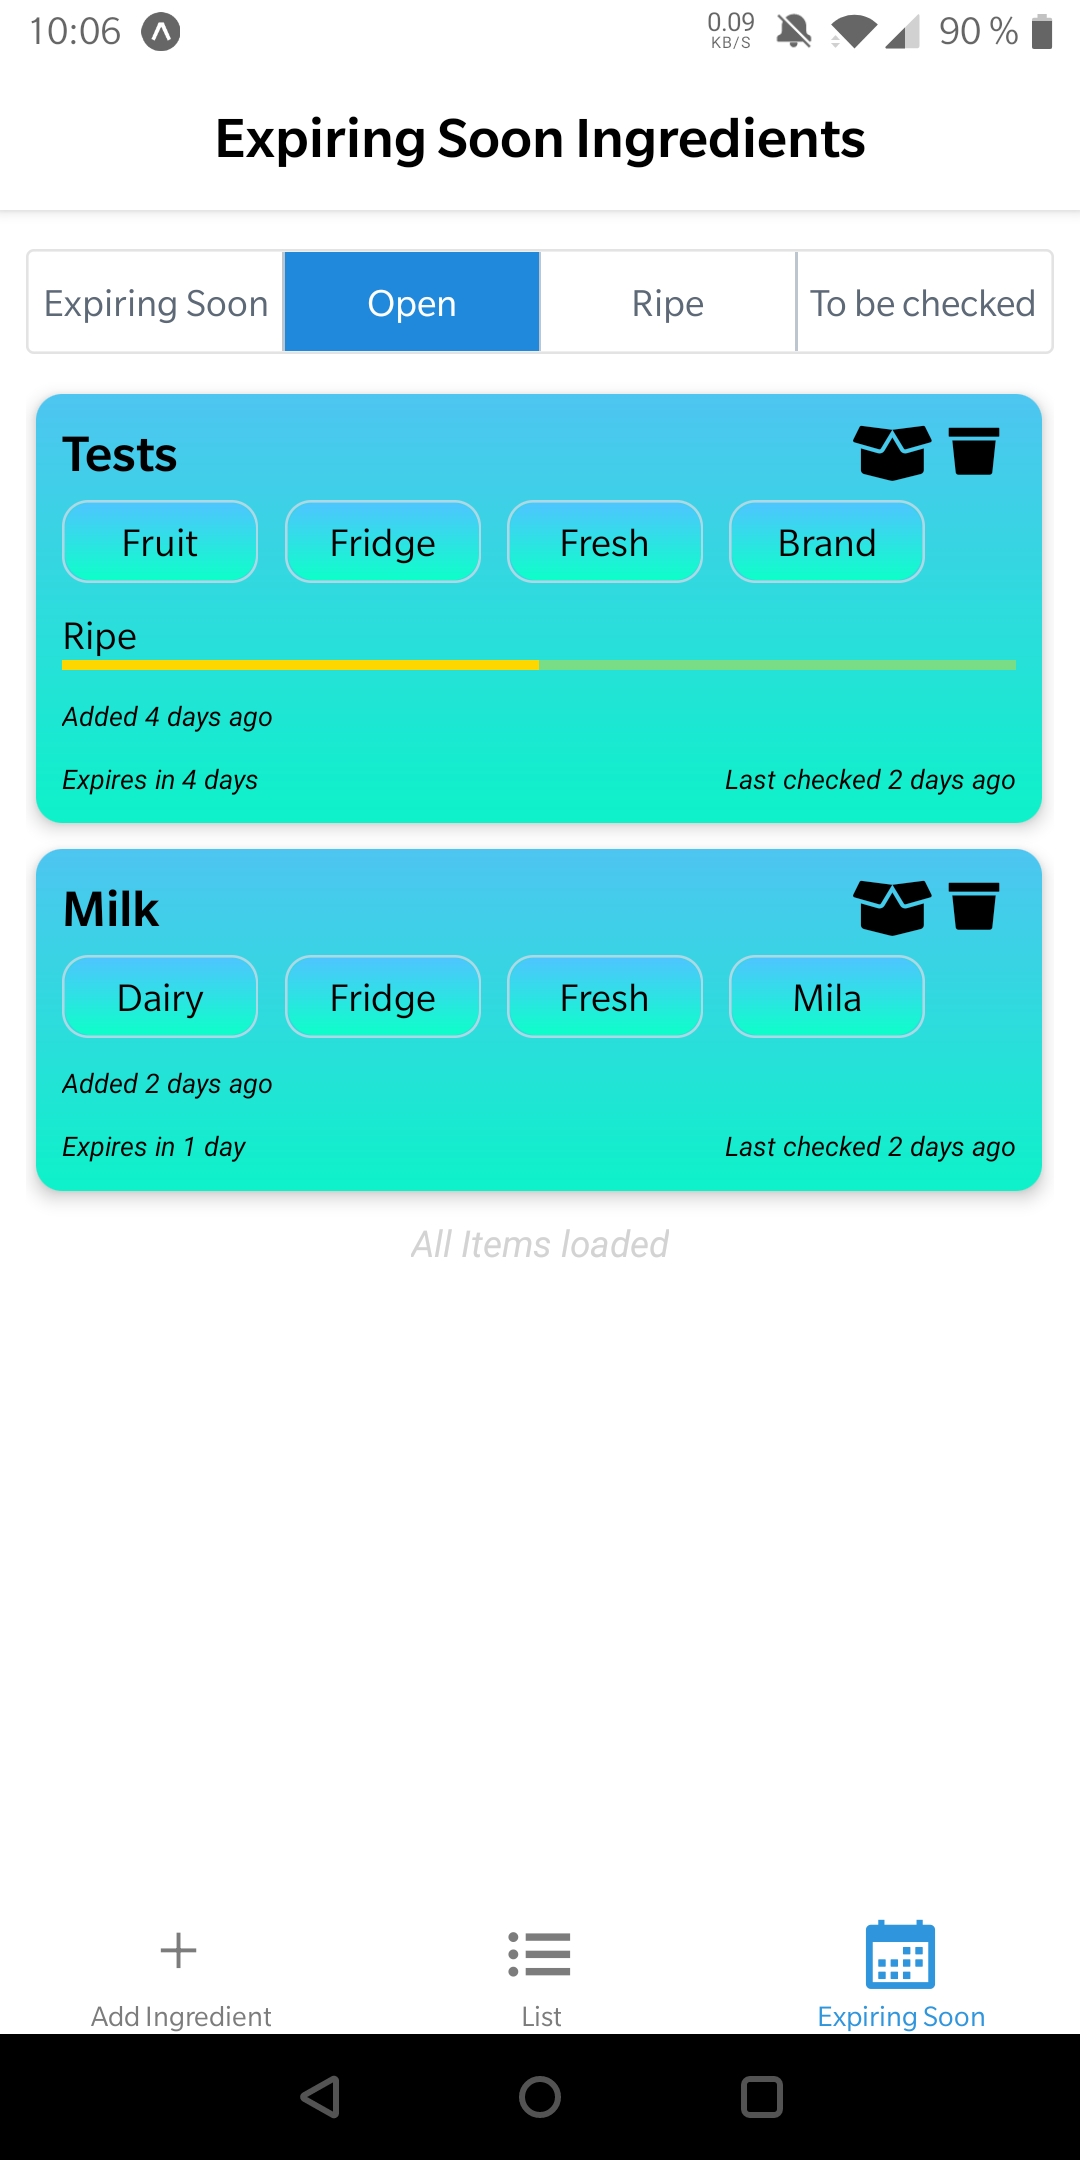 10:06 0.09 KB/S 90 %
Expiring Soon Ingredients
Expiring Soon Open Ripe To be checked
Tests
Fruit Fridge Fresh Brand
Ripe
Added 4 days ago
Expires in 4 days Last checked 2 days ago
Milk
Dairy Fridge Fresh Mila
Added 2 days ago
Expires in 1 day Last checked 2 days ago
All Items loaded
Add Ingredient List Expiring Soon